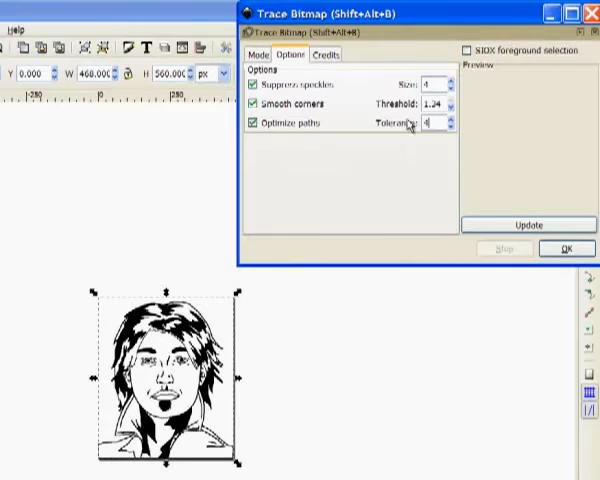 Trace Bitmap (Shift+Alt+B)
Help
Trace Bitmap (Shift+Alt+B)
Mode Options Credits
SIOX foreground selection
Preview
Options
Suppress speckles Size: 4
Smooth corners Threshold: 1.34
Optimize paths Tolerance: 4
Y 0.000 W 468.000 H 560.000 px
-250 0 250
Update
Stop OK